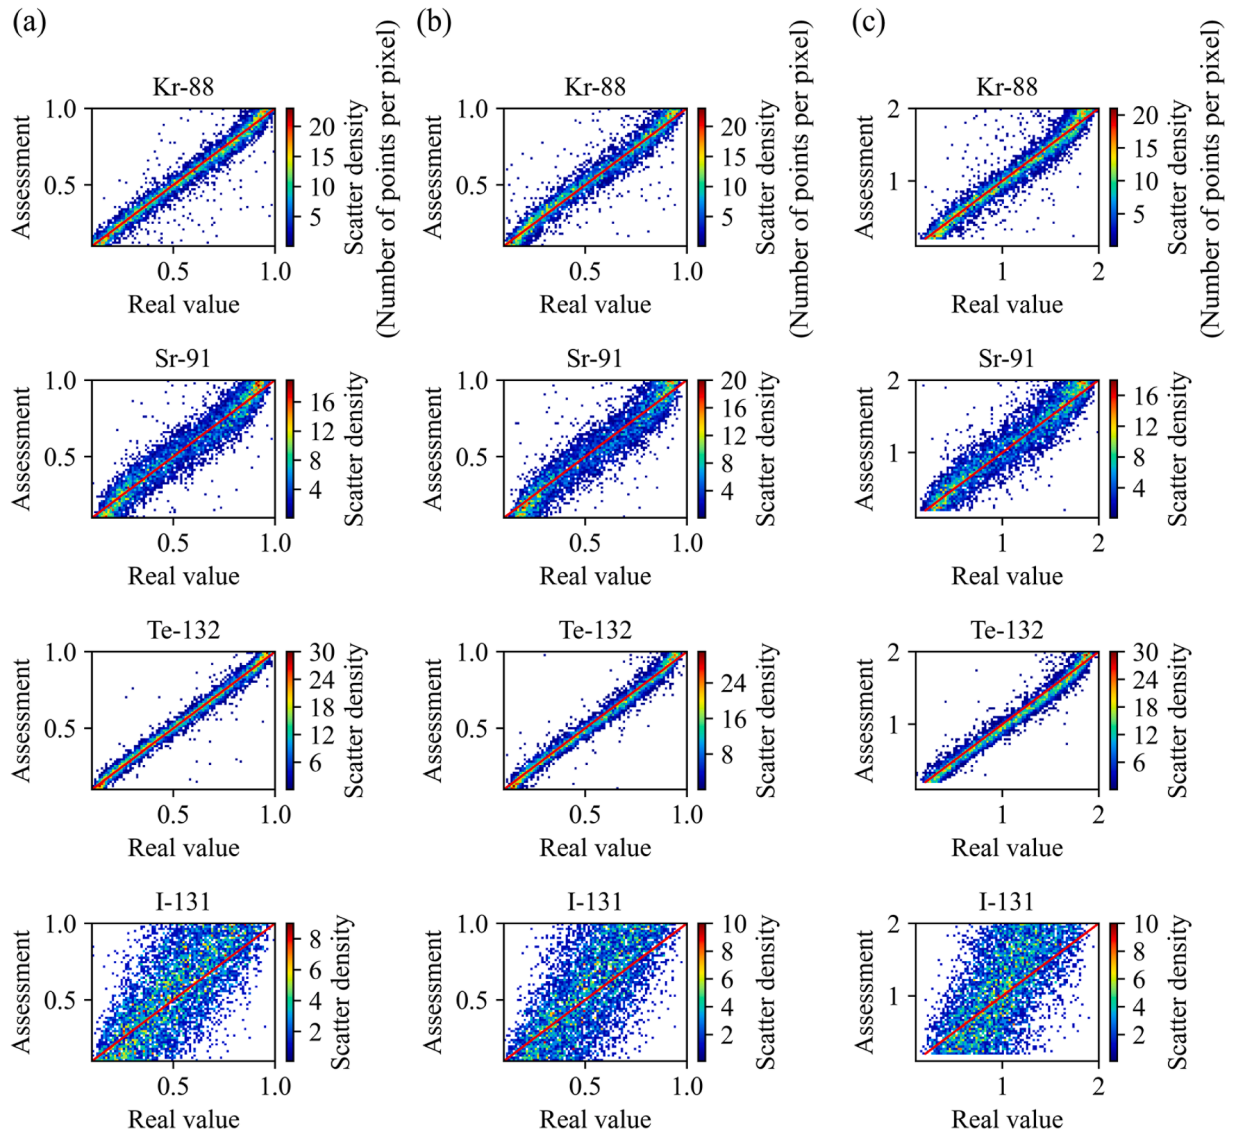 (a)
(b)
(c)
Kr-88
Assessment
1.0
0.5
0.5
1.0
Real value
20
15
10
5
Scatter density
(Number of points per pixel)
Kr-88
Assessment
1.0
0.5
0.5
1.0
Real value
20
15
10
5
Scatter density
(Number of points per pixel)
Kr-88
Assessment
2
1
1
2
Real value
20
15
10
5
Scatter density
(Number of points per pixel)
Sr-91
Assessment
1.0
0.5
0.5
1.0
Real value
16
12
8
4
Scatter density
Sr-91
Assessment
1.0
0.5
0.5
1.0
Real value
20
16
12
8
4
Scatter density
Sr-91
Assessment
2
1
1
2
Real value
16
12
8
4
Scatter density
Te-132
Assessment
1.0
0.5
0.5
1.0
Real value
30
24
18
12
6
Scatter density
Te-132
Assessment
1.0
0.5
0.5
1.0
Real value
24
16
8
Scatter density
Te-132
Assessment
2
1
1
2
Real value
30
24
18
12
6
Scatter density
I-131
Assessment
1.0
0.5
0.5
1.0
Real value
8
6
4
2
Scatter density
I-131
Assessment
1.0
0.5
0.5
1.0
Real value
10
8
6
4
2
Scatter density
I-131
Assessment
2
1
1
2
Real value
10
8
6
4
2
Scatter density